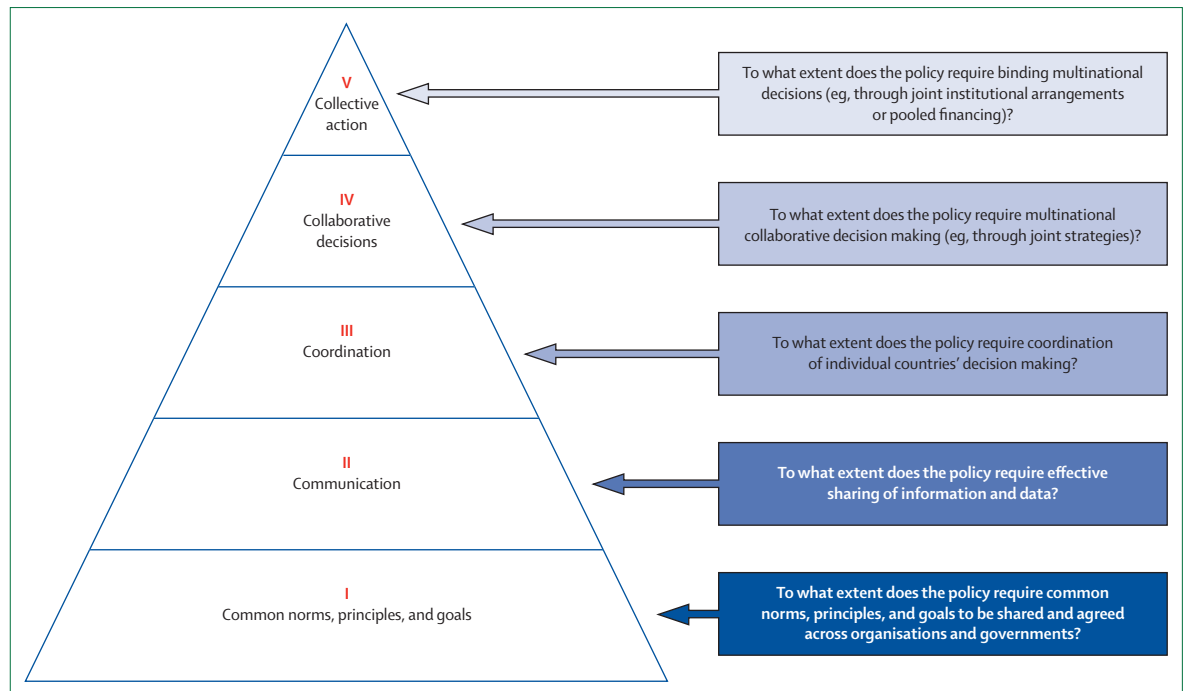 V
Collective
action
To what extent does the policy require binding multinational
decisions (eg, through joint institutional arrangements
or pooled financing)?
IV
Collaborative
decisions
To what extent does the policy require multinational
collaborative decision making (eg, through joint strategies)?
III
Coordination
To what extent does the policy require coordination
of individual countries’ decision making?
II
Communication
To what extent does the policy require effective
sharing of information and data?
I
Common norms, principles, and goals
To what extent does the policy require common
norms, principles, and goals to be shared and agreed
across organisations and governments?